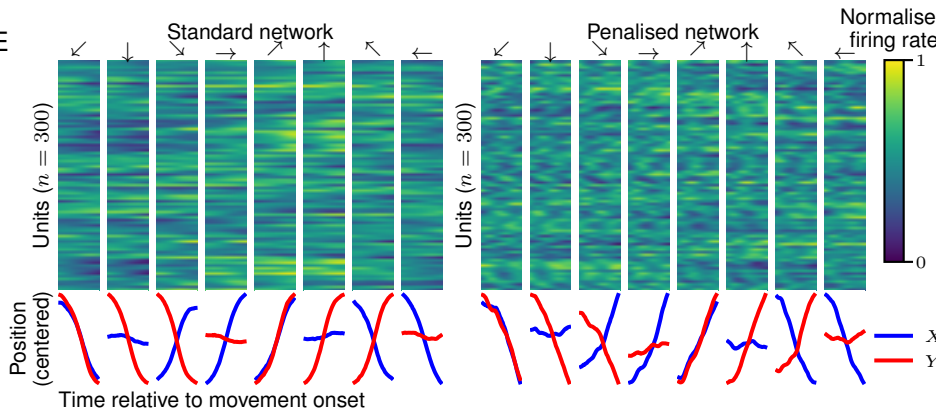 E
Standard network
Penalised network
Normalise
firing rate
↙ ↓ ↘ → ↗ ↑ ↖ ←
↙ ↓ ↘ → ↗ ↑ ↖ ←
Units (n = 300)
Units (n = 300)
1
0
Position
(centered)
X
Y
Time relative to movement onset